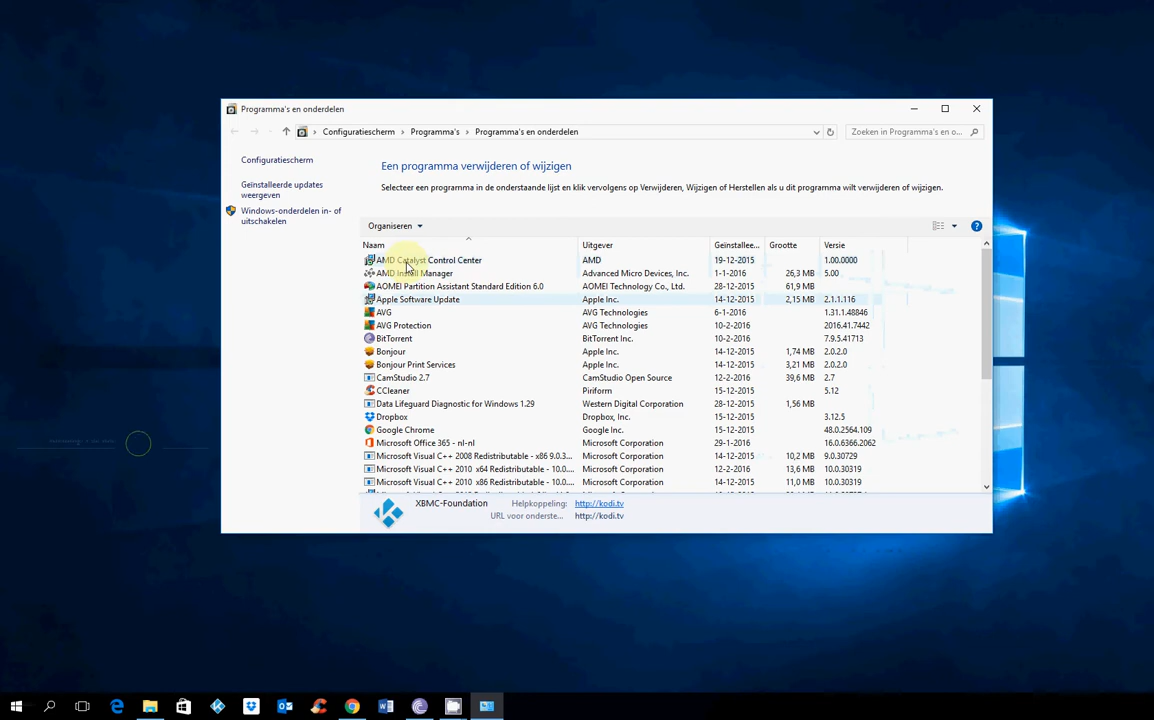 Programma's en onderdelen
Configuratiescherm > Programma's > Programma's en onderdelen
Zoeken in Programma's en o...
Configuratiescherm
Geïnstalleerde updates
weergeven
Windows-onderdelen in- of
uitschakelen
Een programma verwijderen of wijzigen
Selecteer een programma in de onderstaande lijst en klik vervolgens op Verwijderen, Wijzigen of Herstellen als u dit programma wilt verwijderen of wijzigen.
Organiseren
Naam Uitgever Geïnstallee... Grootte Versie
AMD Catalyst Control Center AMD 19-12-2015 1.00.0000
AMD Install Manager Advanced Micro Devices, Inc. 1-1-2016 26,3 MB 5.00
AOMEI Partition Assistant Standard Edition 6.0 AOMEI Technology Co., Ltd. 28-12-2015 61,9 MB
Apple Software Update Apple Inc. 14-12-2015 2,15 MB 2.1.1.116
AVG AVG Technologies 6-1-2016 1.31.1.48846
AVG Protection AVG Technologies 10-2-2016 2016.41.7442
BitTorrent BitTorrent Inc. 10-2-2016 7.9.5.41713
Bonjour Apple Inc. 14-12-2015 1,74 MB 2.0.2.0
Bonjour Print Services Apple Inc. 14-12-2015 3,21 MB 2.0.2.0
CamStudio 2.7 CamStudio Open Source 12-2-2016 39,6 MB 2.7
CCleaner Piriform 15-12-2015 5.12
Data Lifeguard Diagnostic for Windows 1.29 Western Digital Corporation 28-12-2015 1,56 MB
Dropbox Dropbox, Inc. 15-12-2015 3.12.5
Google Chrome Google Inc. 15-12-2015 48.0.2564.109
Microsoft Office 365 - nl-nl Microsoft Corporation 29-1-2016 16.0.6366.2062
Microsoft Visual C++ 2008 Redistributable - x86 9.0.3... Microsoft Corporation 14-12-2015 10,2 MB 9.0.30729
Microsoft Visual C++ 2010 x64 Redistributable - 10.0.... Microsoft Corporation 12-2-2016 13,6 MB 10.0.30319
Microsoft Visual C++ 2010 x86 Redistributable - 10.0.... Microsoft Corporation 14-12-2015 11,0 MB 10.0.30319
XBMC-Foundation Helpkoppeling: http://kodi.tv
URL voor onderste... http://kodi.tv